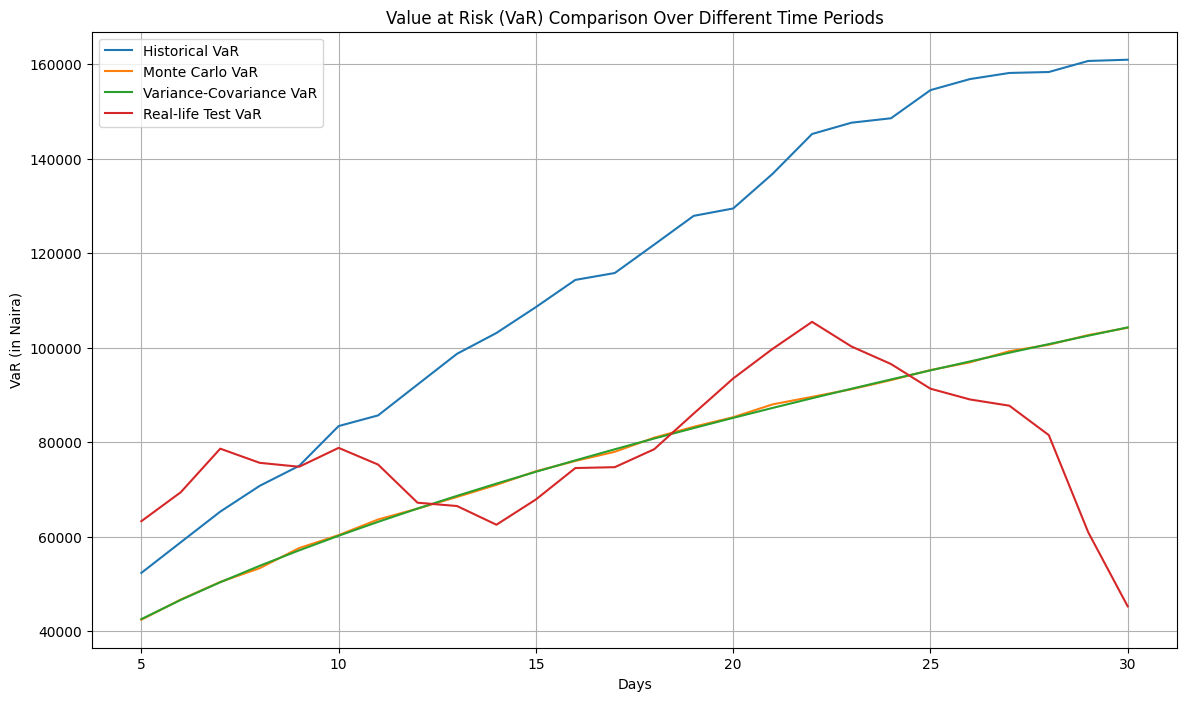 Value at Risk (VaR) Comparison Over Different Time Periods
Historical VaR
Monte Carlo VaR
Variance-Covariance VaR
Real-life Test VaR
VaR (in Naira)
160000
140000
120000
100000
80000
60000
40000
5 10 15 20 25 30
Days